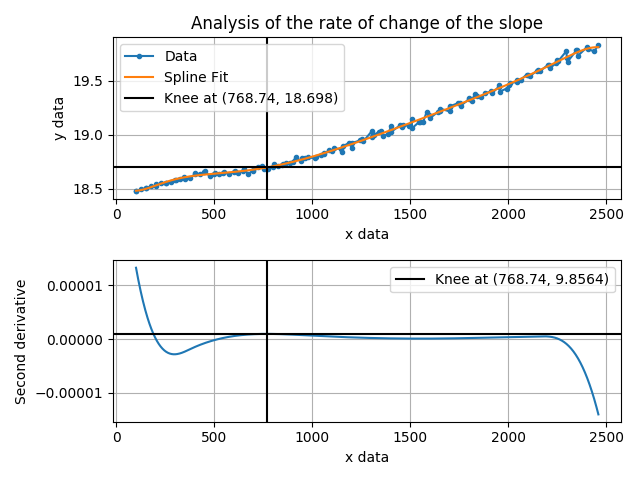 Analysis of the rate of change of the slope
Data
Spline Fit
Knee at (768.74, 18.698)
y data
19.5
19.0
18.5
0 500 1000 1500 2000 2500
x data
Knee at (768.74, 9.8564)
Second derivative
0.00001
0.00000
−0.00001
0 500 1000 1500 2000 2500
x data